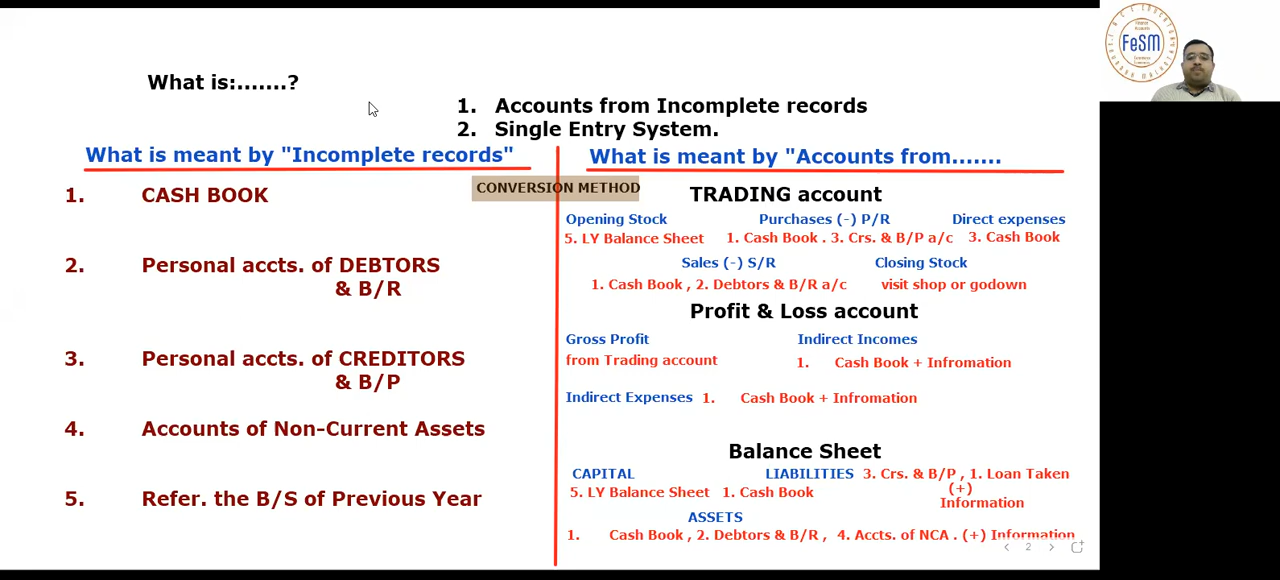 What is:.......?
1. Accounts from Incomplete records
2. Single Entry System.
What is meant by "Incomplete records"
1. CASH BOOK
2. Personal accts. of DEBTORS
& B/R
3. Personal accts. of CREDITORS
& B/P
4. Accounts of Non-Current Assets
5. Refer. the B/S of Previous Year
CONVERSION METHOD
What is meant by "Accounts from.......
TRADING account
Opening Stock Purchases (-) P/R Direct expenses
5. LY Balance Sheet 1. Cash Book . 3. Crs. & B/P a/c 3. Cash Book
Sales (-) S/R Closing Stock
1. Cash Book , 2. Debtors & B/R a/c visit shop or godown
Profit & Loss account
Gross Profit Indirect Incomes
from Trading account 1. Cash Book + Infromation
Indirect Expenses 1. Cash Book + Infromation
Balance Sheet
CAPITAL LIABILITIES 3. Crs. & B/P , 1. Loan Taken
5. LY Balance Sheet 1. Cash Book (+)
Information
ASSETS
1. Cash Book , 2. Debtors & B/R , 4. Accts. of NCA . (+) Information
2
FeSM